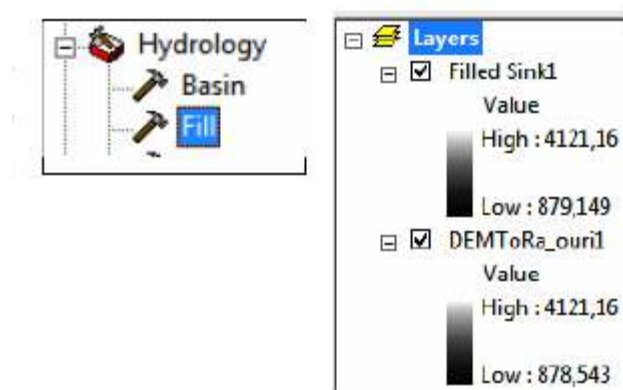 Hydrology
Basin
Fill
Layers
Filled Sink1
Value
High : 4121,16
Low : 879,149
DEMToRa_ouri1
Value
High : 4121,16
Low : 878,543